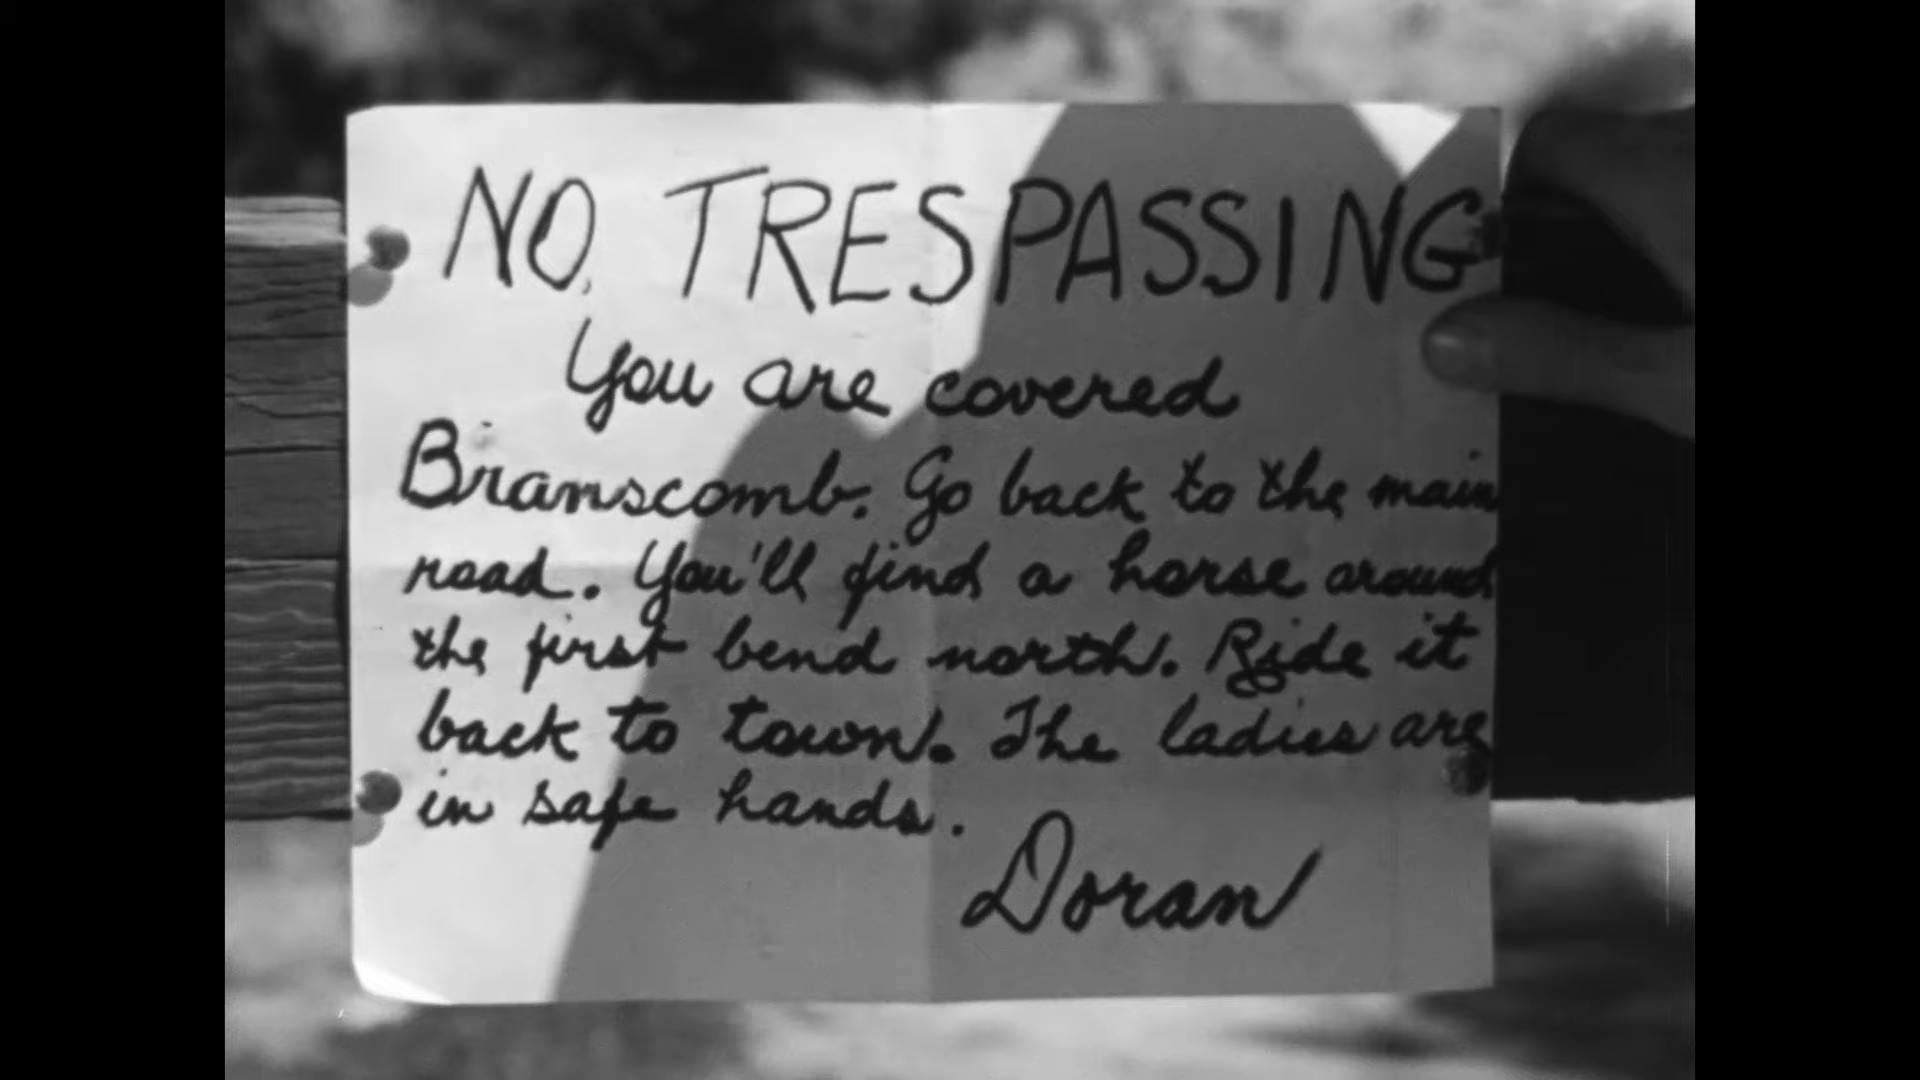 NO TRESPASSING
You are covered
Branscomb. Go back to the main
road. You'll find a horse around
the first bend north. Ride it
back to town. The ladies are
in safe hands.
Doran